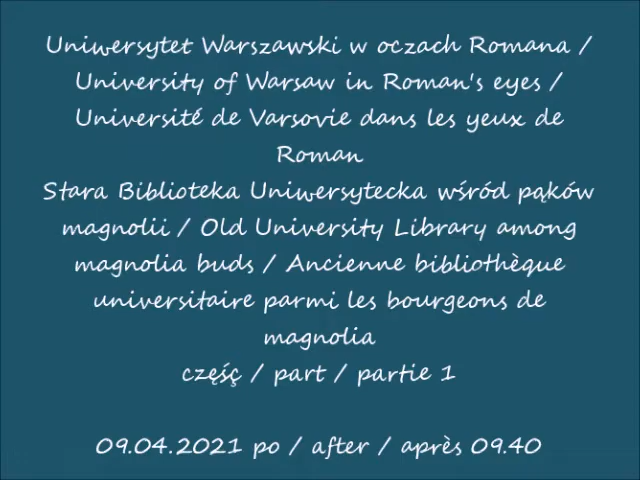 Uniwersytet Warszawski w oczach Romana /
University of Warsaw in Roman's eyes /
Université de Varsovie dans les yeux de
Roman
Stara Biblioteka Uniwersytecka wśród pąków
magnolii / Old University Library among
magnolia buds / Ancienne bibliothèque
universitaire parmi les bourgeons de
magnolia
częśç / part / partie 1
09.04.2021 po / after / après 09.40